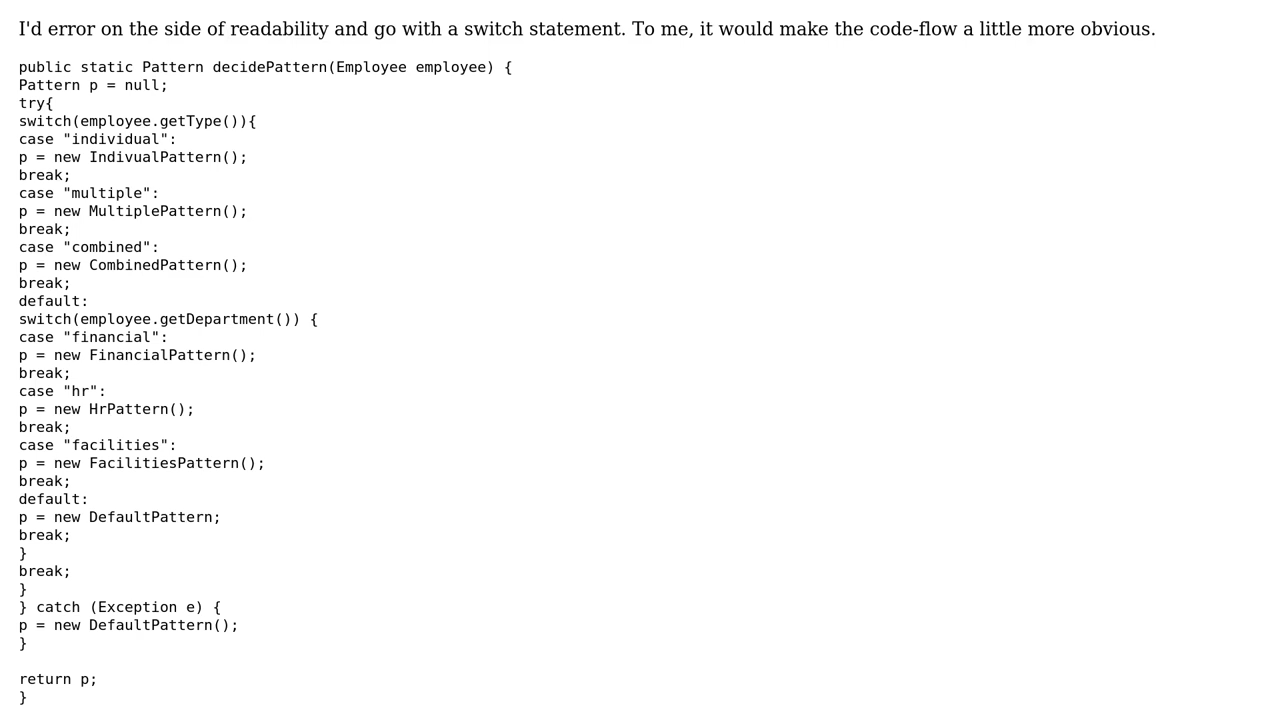 I'd error on the side of readability and go with a switch statement. To me, it would make the code-flow a little more obvious.
public static Pattern decidePattern(Employee employee) {
Pattern p = null;
try{
switch(employee.getType()){
case "individual":
p = new IndivualPattern();
break;
case "multiple":
p = new MultiplePattern();
break;
case "combined":
p = new CombinedPattern();
break;
default:
switch(employee.getDepartment()) {
case "financial":
p = new FinancialPattern();
break;
case "hr":
p = new HrPattern();
break;
case "facilities":
p = new FacilitiesPattern();
break;
default:
p = new DefaultPattern;
break;
}
break;
}
} catch (Exception e) {
p = new DefaultPattern();
}

return p;
}